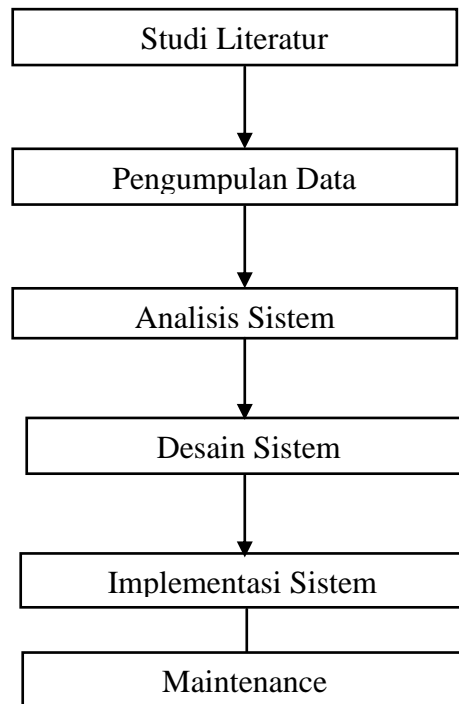 Studi Literatur
Pengumpulan Data
Analisis Sistem
Desain Sistem
Implementasi Sistem
Maintenance